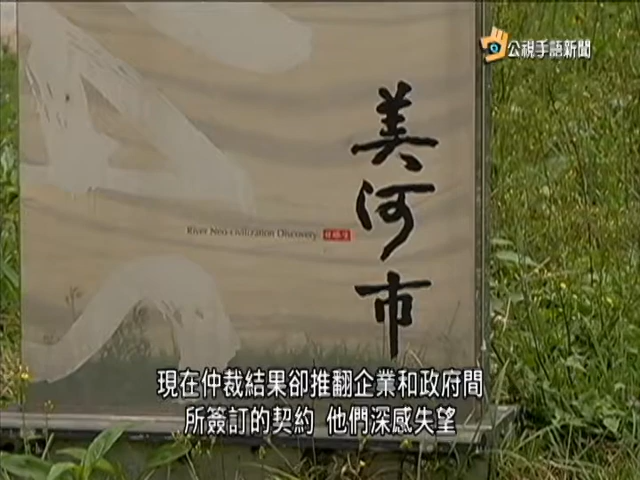 公視手語新聞
美河市
River Neo-civilization Discovery
現在仲裁結果卻推翻企業和政府間
所簽訂的契約 他們深感失望